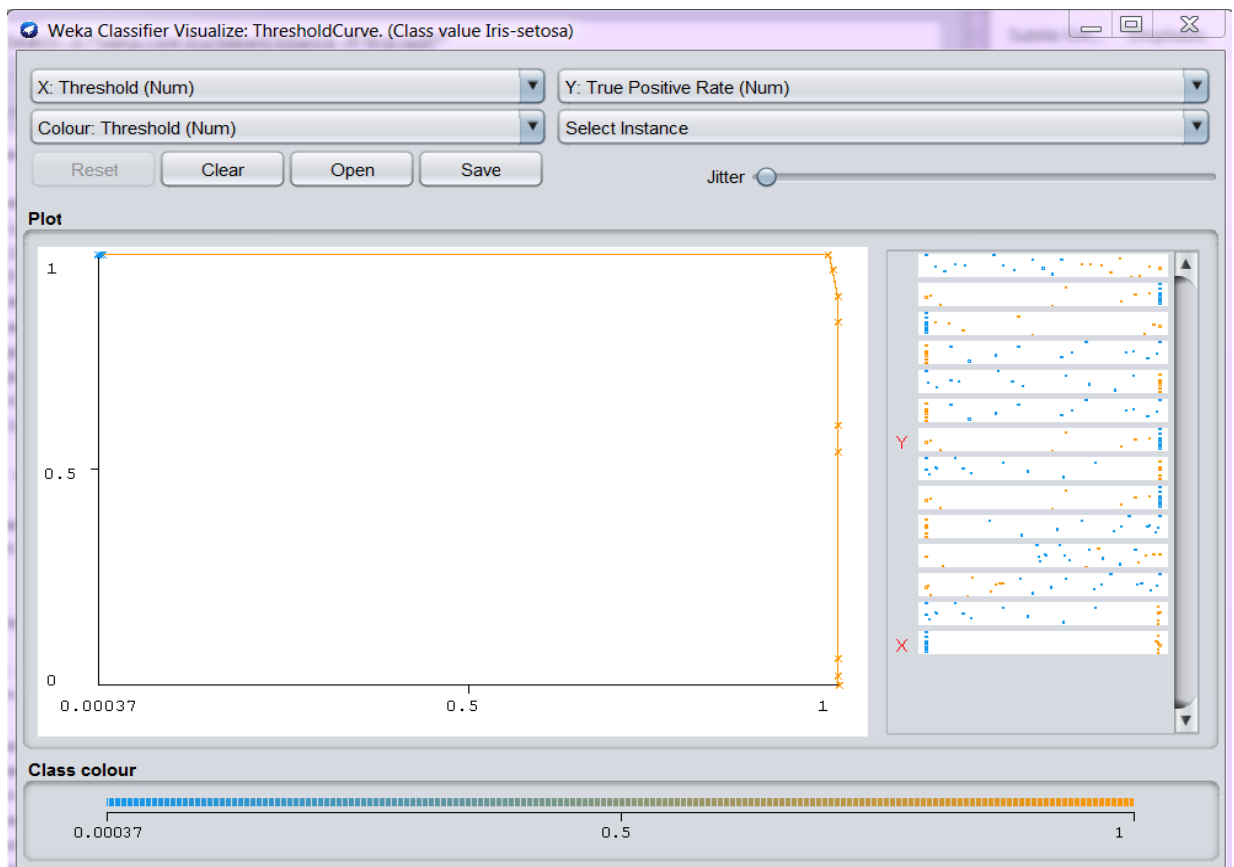 Weka Classifier Visualize: ThresholdCurve. (Class value Iris-setosa)
X: Threshold (Num)
Y: True Positive Rate (Num)
Colour: Threshold (Num)
Select Instance
Reset
Clear
Open
Save
Jitter
Plot
1
0.5
0
0.00037
0.5
1
Y
X
Class colour
0.00037
0.5
1